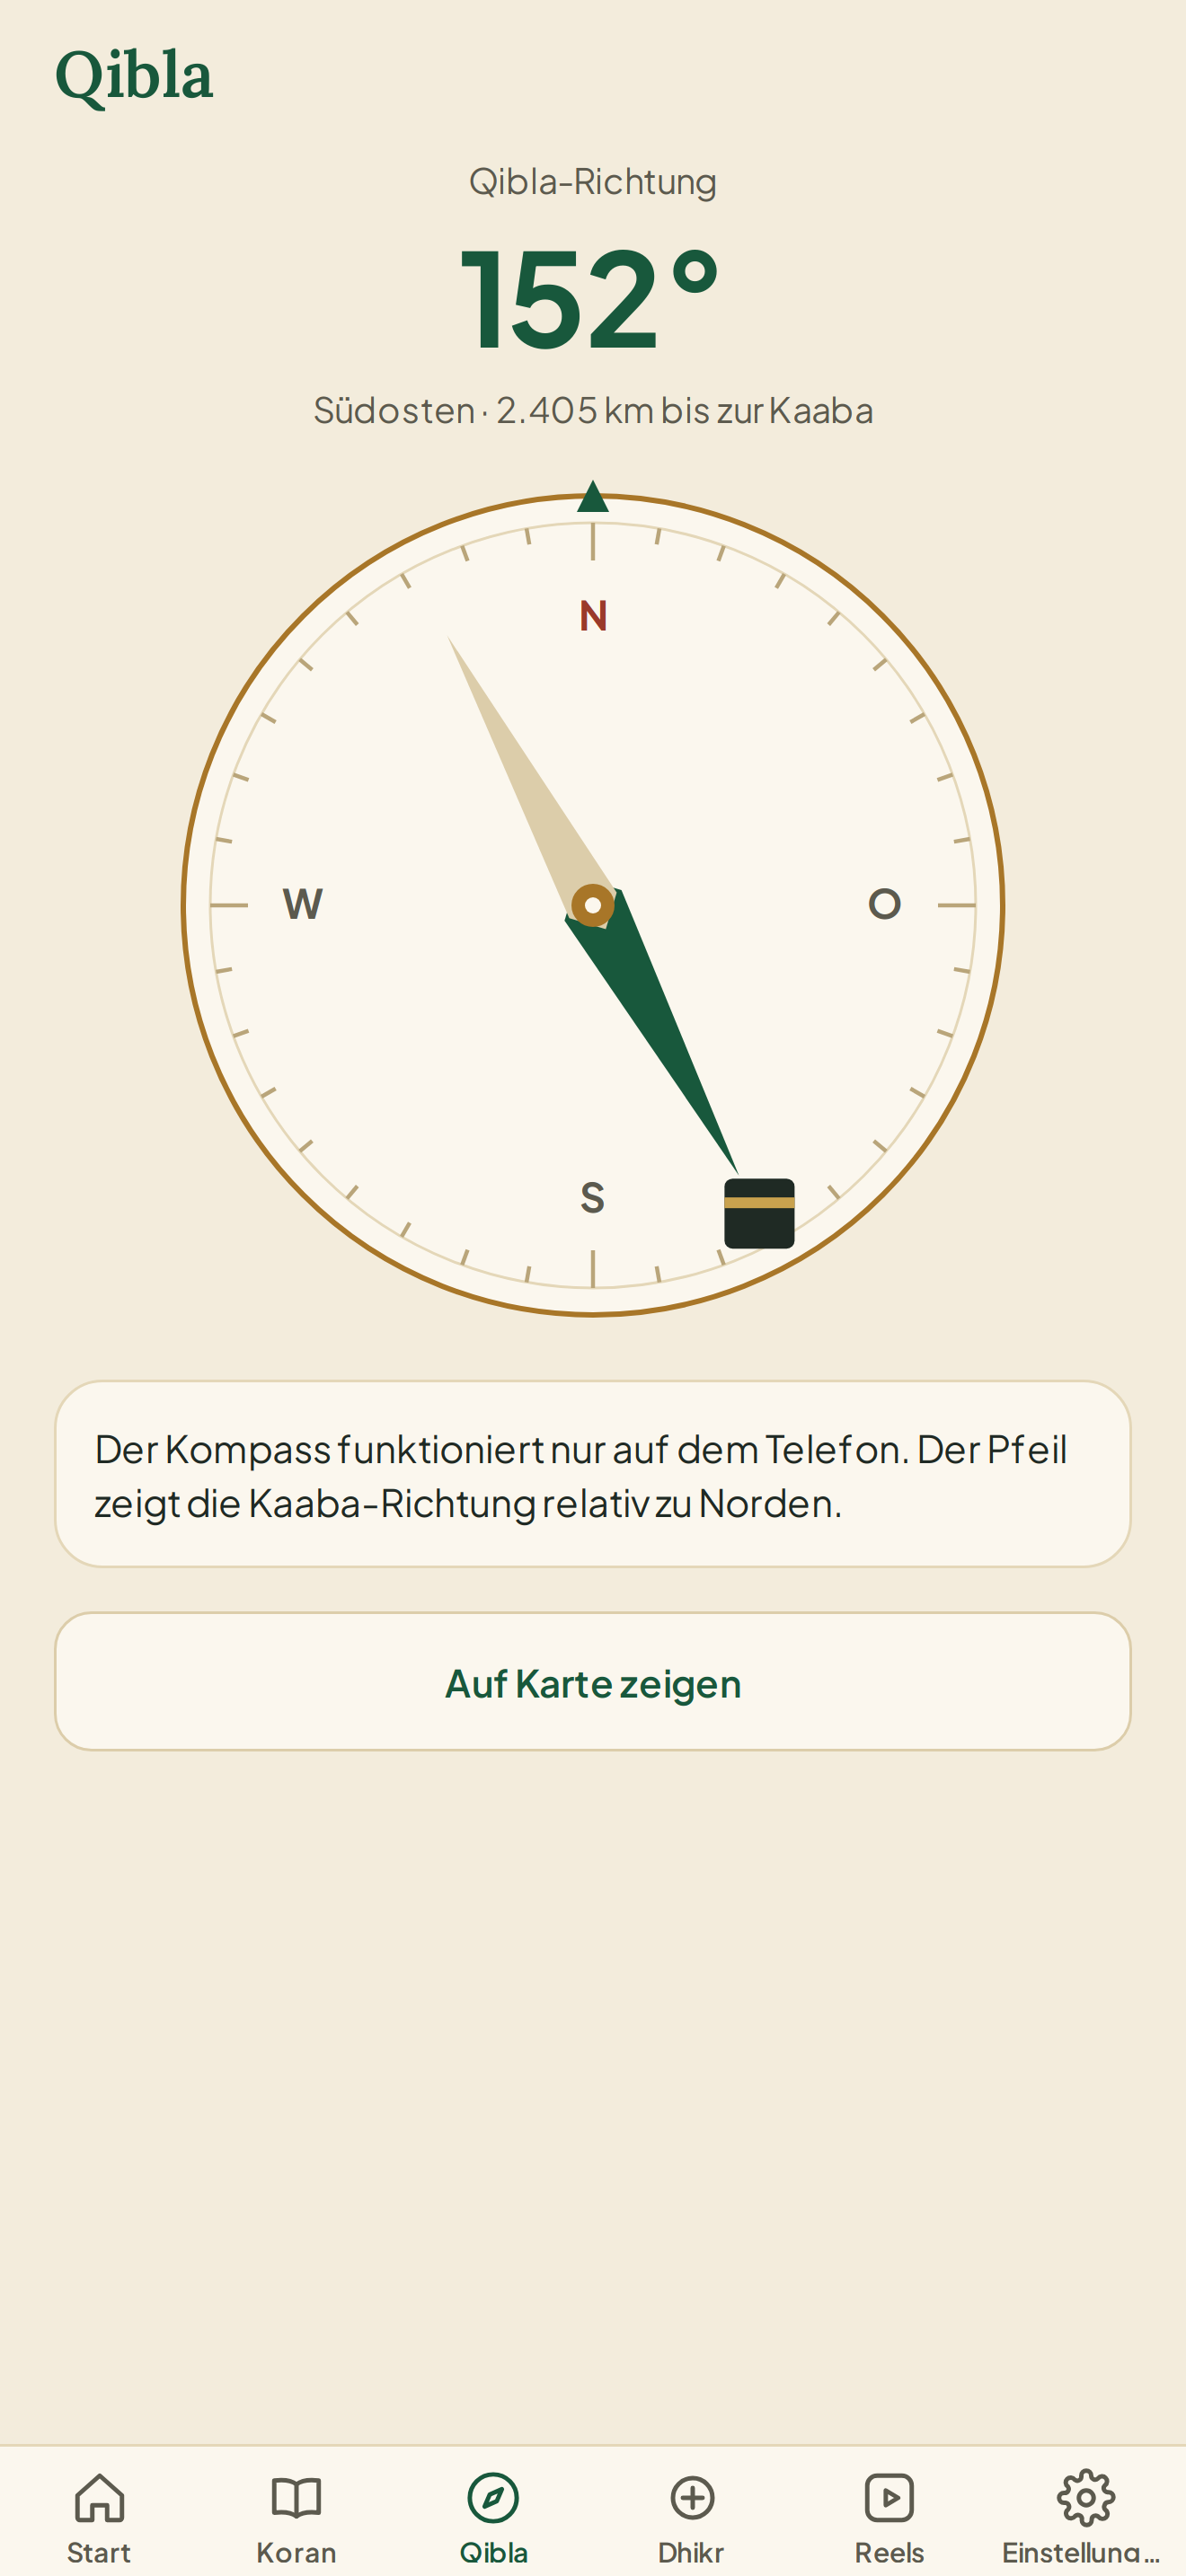 Qibla
Qibla-Richtung
152°
Südosten · 2.405 km bis zur Kaaba
N
W
O
S
Der Kompass funktioniert nur auf dem Telefon. Der Pfeil
zeigt die Kaaba-Richtung relativ zu Norden.
Auf Karte zeigen
Start
Koran
Qibla
Dhikr
Reels
Einstellung…